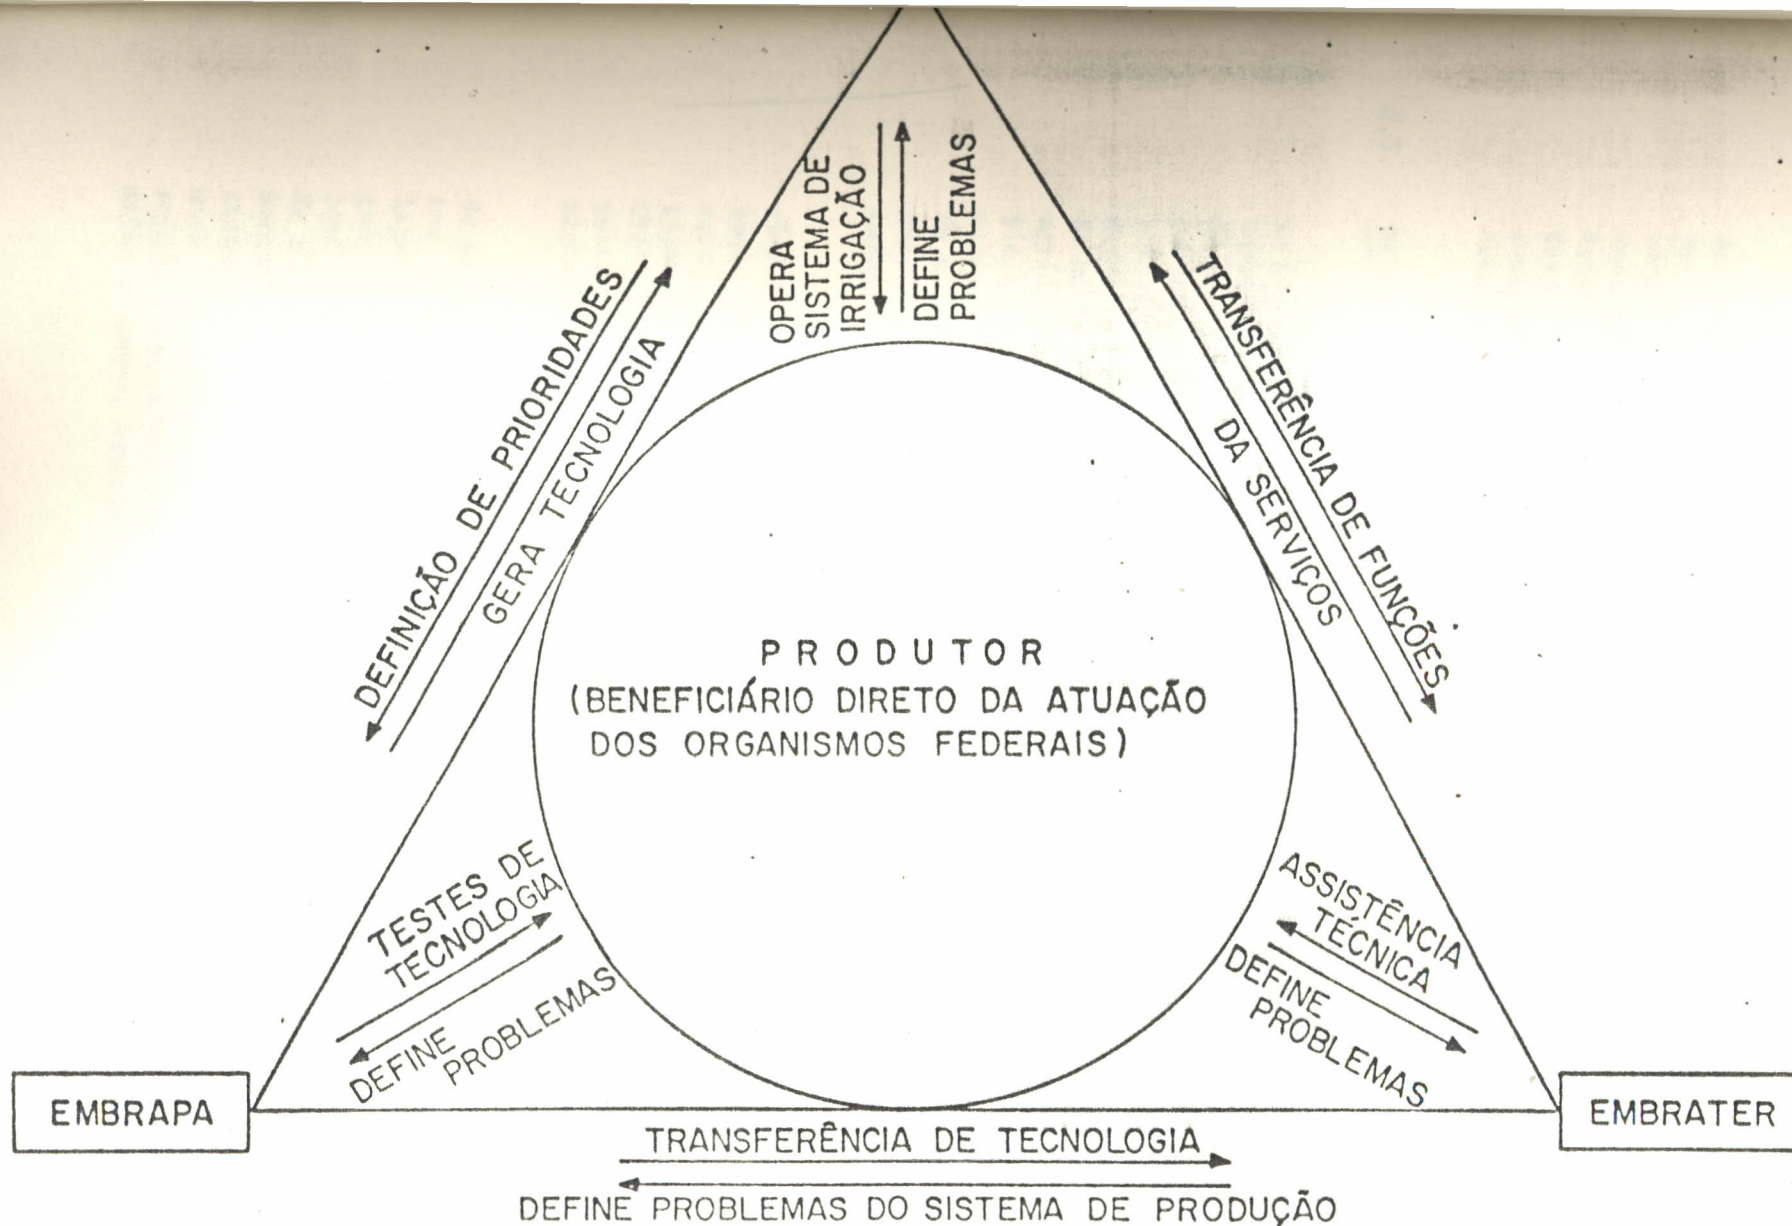 OPERA
SISTEMA DE
IRRIGAÇÃO
DEFINE
PROBLEMAS
DEFINIÇÃO DE PRIORIDADES
GERA TECNOLOGIA
TRANSFERÊNCIA DE FUNÇÕES
DA SERVIÇOS
PRODUTOR
(BENEFICIÁRIO DIRETO DA ATUAÇÃO
DOS ORGANISMOS FEDERAIS)
TESTES DE
TECNOLOGIA
DEFINE
PROBLEMAS
ASSISTÊNCIA
TÉCNICA
DEFINE
PROBLEMAS
EMBRAPA
EMBRATER
TRANSFERÊNCIA DE TECNOLOGIA
DEFINE PROBLEMAS DO SISTEMA DE PRODUÇÃO